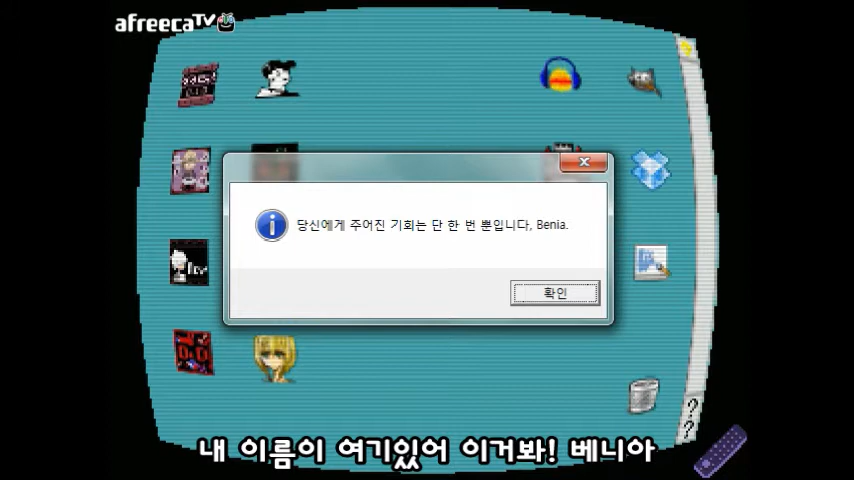 afreecaTV
당신에게 주어진 기회는 단 한 번 뿐입니다, Benia.
확인
?
?
내 이름이 여기있어 이거봐! 베니아